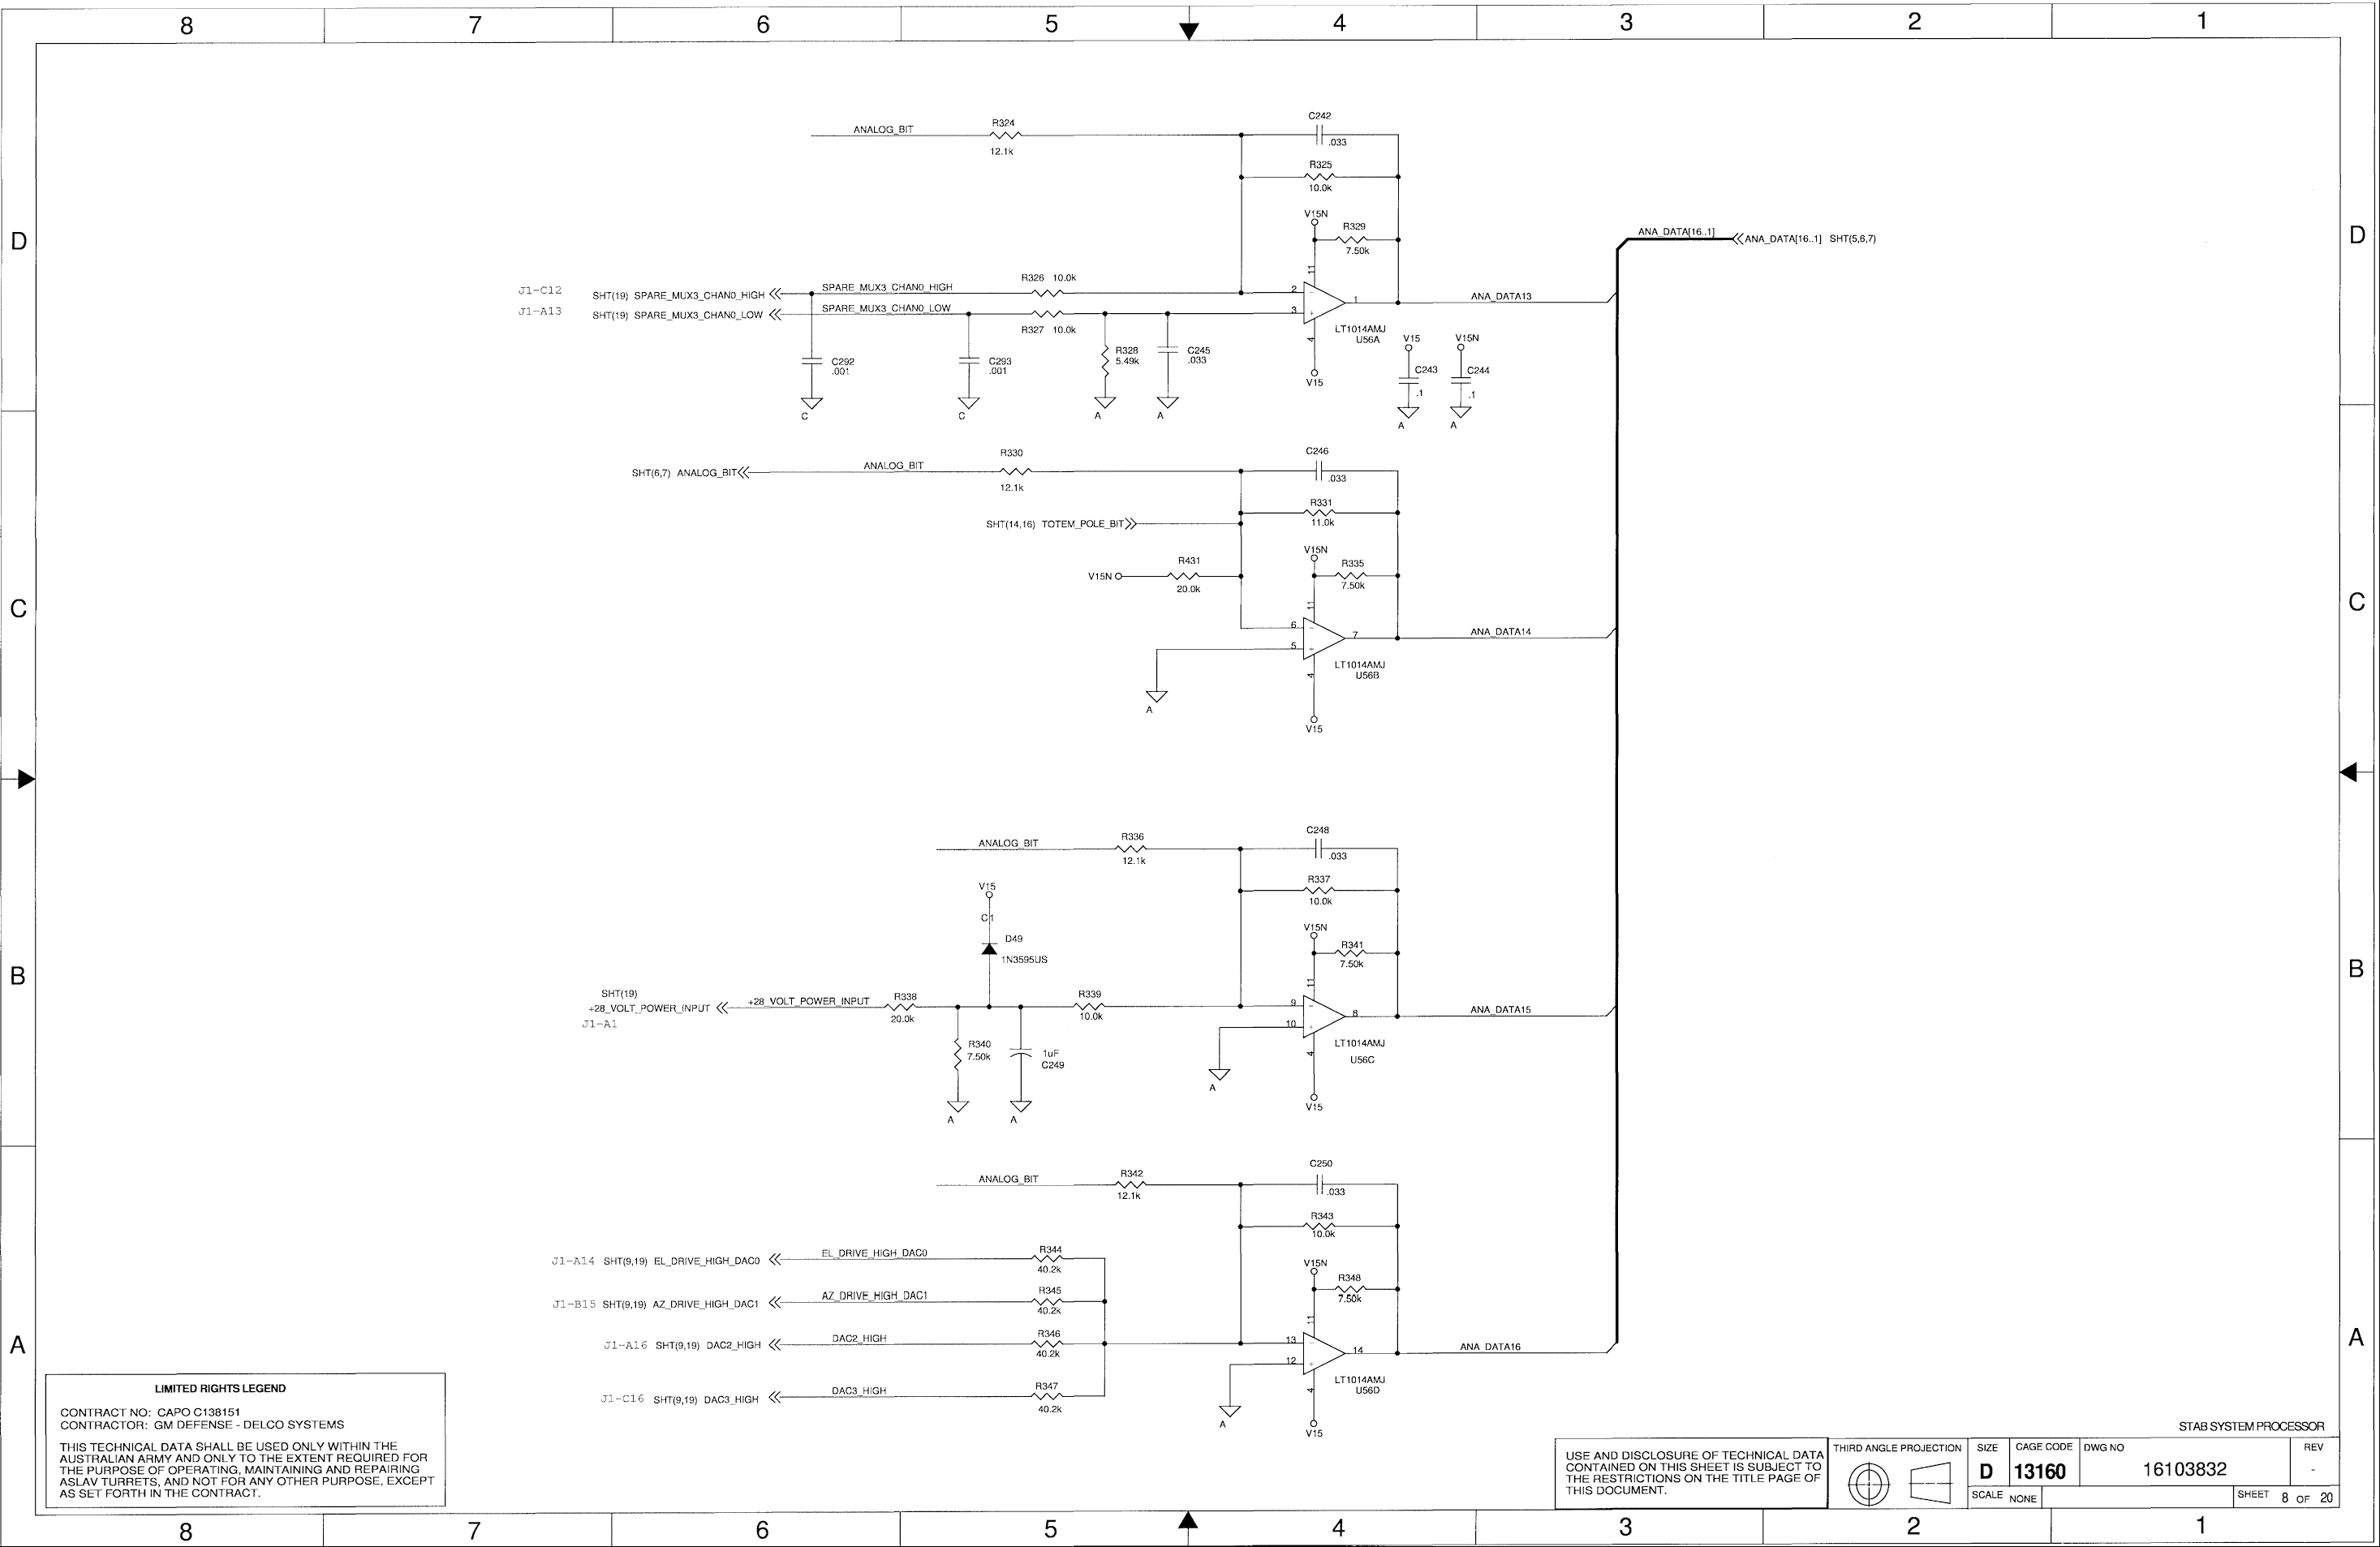 8 7 6 5 4 3 2 1
D
D
C
C
B
B
A
A
ANALOG_BIT
R324
12.1k
C242
.033
R325
10.0k
V15N
R329
7.50k
11
J1-C12 SHT(19) SPARE_MUX3_CHAN0_HIGH
SPARE_MUX3_CHAN0_HIGH
R326 10.0k
2
J1-A13 SHT(19) SPARE_MUX3_CHAN0_LOW
SPARE_MUX3_CHAN0_LOW
R327 10.0k
3
1
4
LT1014AMJ
U56A
V15
ANA_DATA13
C292
.001
C
C293
.001
C
R328
5.49k
A
C245
.033
A
V15
C243
.1
A
V15N
C244
.1
A
ANA_DATA[16..1]
ANA_DATA[16..1] SHT(5,6,7)
SHT(6,7) ANALOG_BIT
ANALOG_BIT
R330
12.1k
C246
.033
R331
11.0k
SHT(14,16) TOTEM_POLE_BIT
V15N
R431
20.0k
V15N
R335
7.50k
11
6
5
7
4
LT1014AMJ
U56B
V15
A
ANA_DATA14
ANALOG_BIT
R336
12.1k
C248
.033
R337
10.0k
V15
C1
D49
1N3595US
V15N
R341
7.50k
11
SHT(19)
+28_VOLT_POWER_INPUT
J1-A1
+28_VOLT_POWER_INPUT
R338
20.0k
R339
10.0k
R340
7.50k
A
1uF
C249
A
9
10
8
4
LT1014AMJ
U56C
V15
A
ANA_DATA15
ANALOG_BIT
R342
12.1k
C250
.033
R343
10.0k
V15N
R348
7.50k
11
J1-A14 SHT(9,19) EL_DRIVE_HIGH_DAC0
EL_DRIVE_HIGH_DAC0
R344
40.2k
J1-B15 SHT(9,19) AZ_DRIVE_HIGH_DAC1
AZ_DRIVE_HIGH_DAC1
R345
40.2k
J1-A16 SHT(9,19) DAC2_HIGH
DAC2_HIGH
R346
40.2k
J1-C16 SHT(9,19) DAC3_HIGH
DAC3_HIGH
R347
40.2k
13
12
14
4
LT1014AMJ
U56D
V15
A
ANA_DATA16
LIMITED RIGHTS LEGEND
CONTRACT NO: CAPO C138151
CONTRACTOR: GM DEFENSE - DELCO SYSTEMS
THIS TECHNICAL DATA SHALL BE USED ONLY WITHIN THE
AUSTRALIAN ARMY AND ONLY TO THE EXTENT REQUIRED FOR
THE PURPOSE OF OPERATING, MAINTAINING AND REPAIRING
ASLAV TURRETS, AND NOT FOR ANY OTHER PURPOSE, EXCEPT
AS SET FORTH IN THE CONTRACT.
USE AND DISCLOSURE OF TECHNICAL DATA
CONTAINED ON THIS SHEET IS SUBJECT TO
THE RESTRICTIONS ON THE TITLE PAGE OF
THIS DOCUMENT.
STAB SYSTEM PROCESSOR
THIRD ANGLE PROJECTION
SIZE
D
CAGE CODE
13160
DWG NO
16103832
REV
-
SCALE NONE
SHEET 8 OF 20
8 7 6 5 4 3 2 1